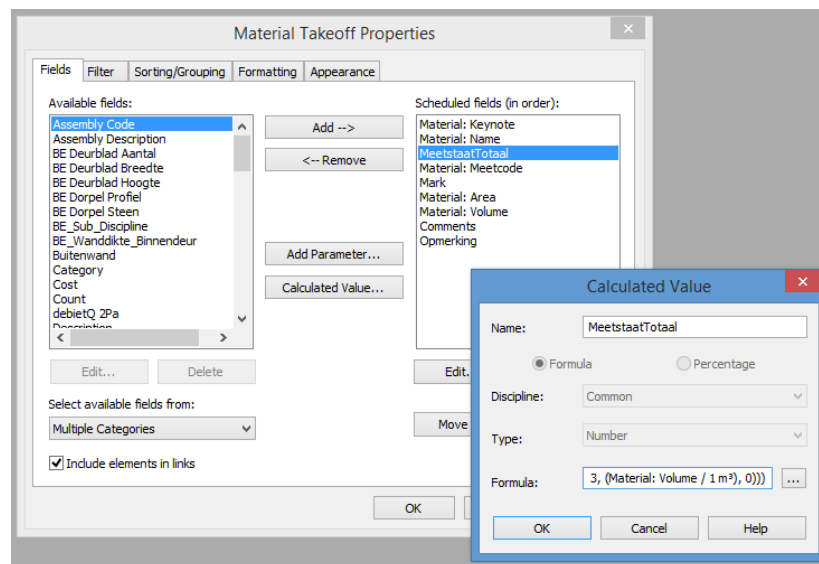 Material Takeoff Properties
Fields Filter Sorting/Grouping Formatting Appearance
Available fields:
Assembly Code
Assembly Description
BE Deurblad Aantal
BE Deurblad Breedte
BE Deurblad Hoogte
BE Dorpel Profiel
BE Dorpel Steen
BE_Sub_Discipline
BE_Wanddikte_Binnendeur
Buitenwand
Category
Cost
Count
debietQ 2Pa
Add -->
<-- Remove
Add Parameter...
Calculated Value...
Scheduled fields (in order):
Material: Keynote
Material: Name
MeetstaatTotaal
Material: Meetcode
Mark
Material: Area
Material: Volume
Comments
Opmerking
Edit... Delete
Edit.
Select available fields from:
Multiple Categories
Move
Include elements in links
OK
Calculated Value
Name: MeetstaatTotaal
Formula Percentage
Discipline: Common
Type: Number
Formula: 3, (Material: Volume / 1 m³), 0))) ...
OK Cancel Help